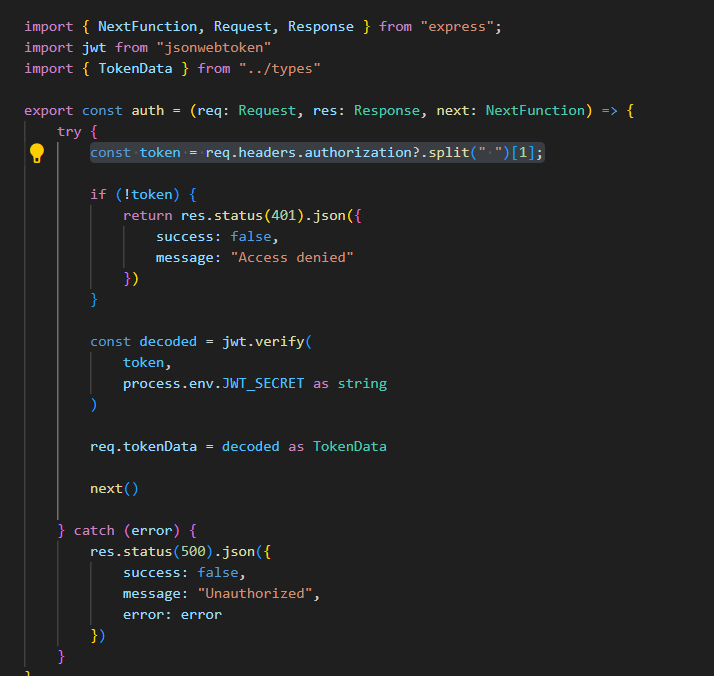 import { NextFunction, Request, Response } from "express";
import jwt from "jsonwebtoken"
import { TokenData } from "../types"

export const auth = (req: Request, res: Response, next: NextFunction) => {
    try {
        const token = req.headers.authorization?.split(" ")[1];

        if (!token) {
            return res.status(401).json({
                success: false,
                message: "Access denied"
            })
        }

        const decoded = jwt.verify(
            token,
            process.env.JWT_SECRET as string
        )

        req.tokenData = decoded as TokenData

        next()

    } catch (error) {
        res.status(500).json({
            success: false,
            message: "Unauthorized",
            error: error
        })
    }